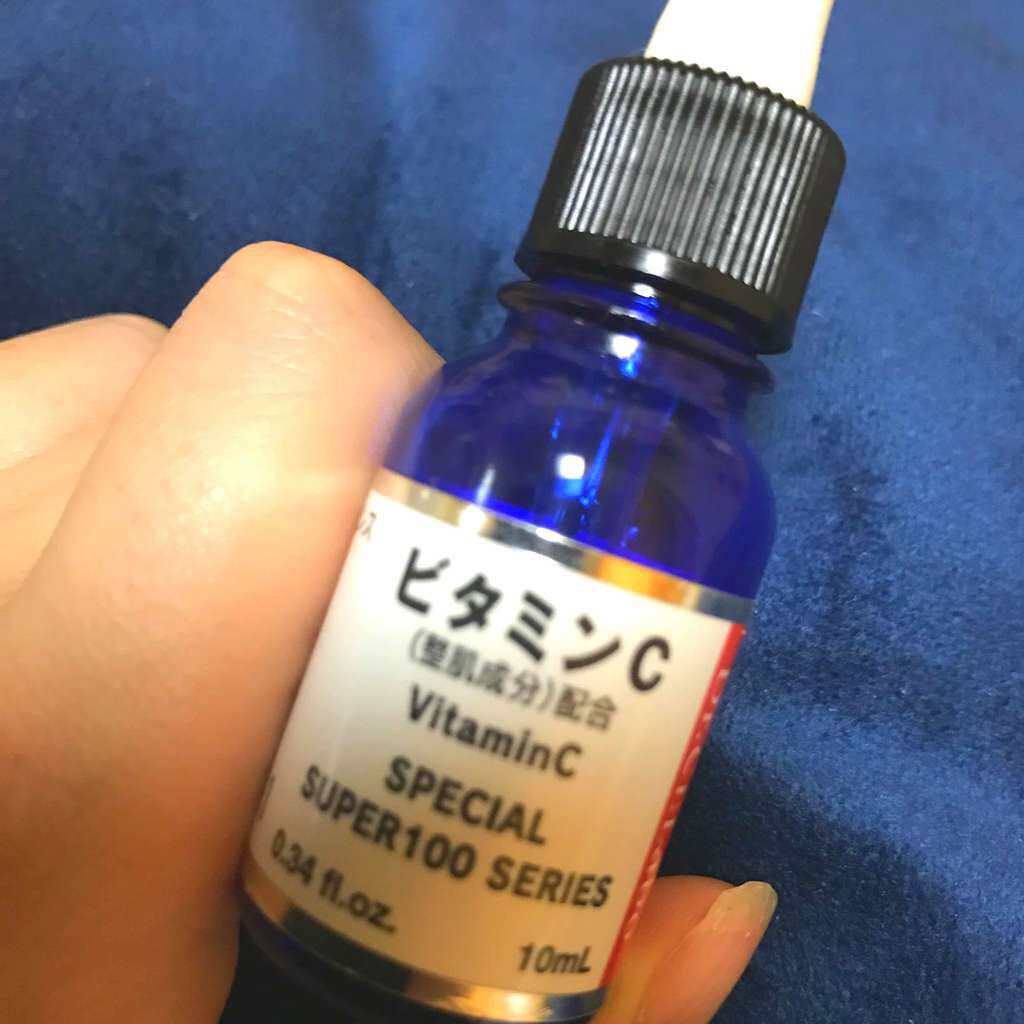 ビタミンC
(整肌成分)配合
VitaminC
SPECIAL
SUPER100 SERIES
0.34 fl.oz.
10mL